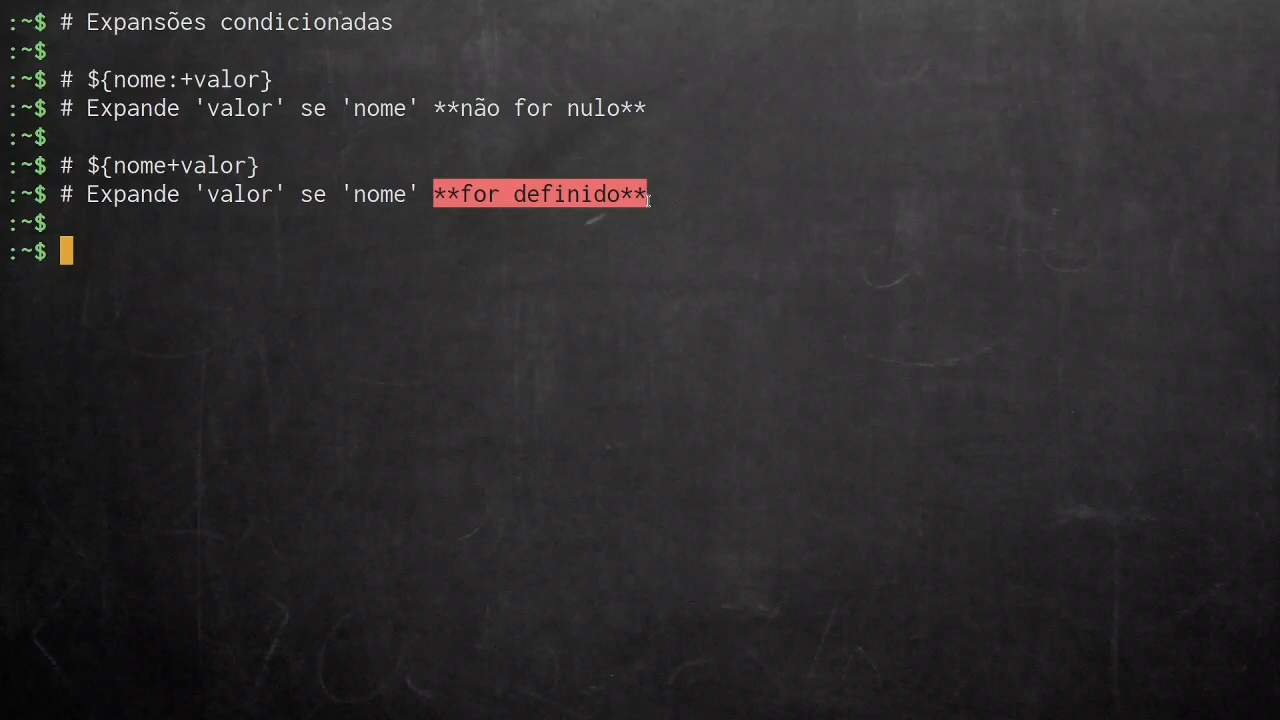 :~$ # Expansões condicionadas
:~$
:~$ # ${nome:+valor}
:~$ # Expande 'valor' se 'nome' **não for nulo**
:~$
:~$ # ${nome+valor}
:~$ # Expande 'valor' se 'nome' **for definido**
:~$
:~$